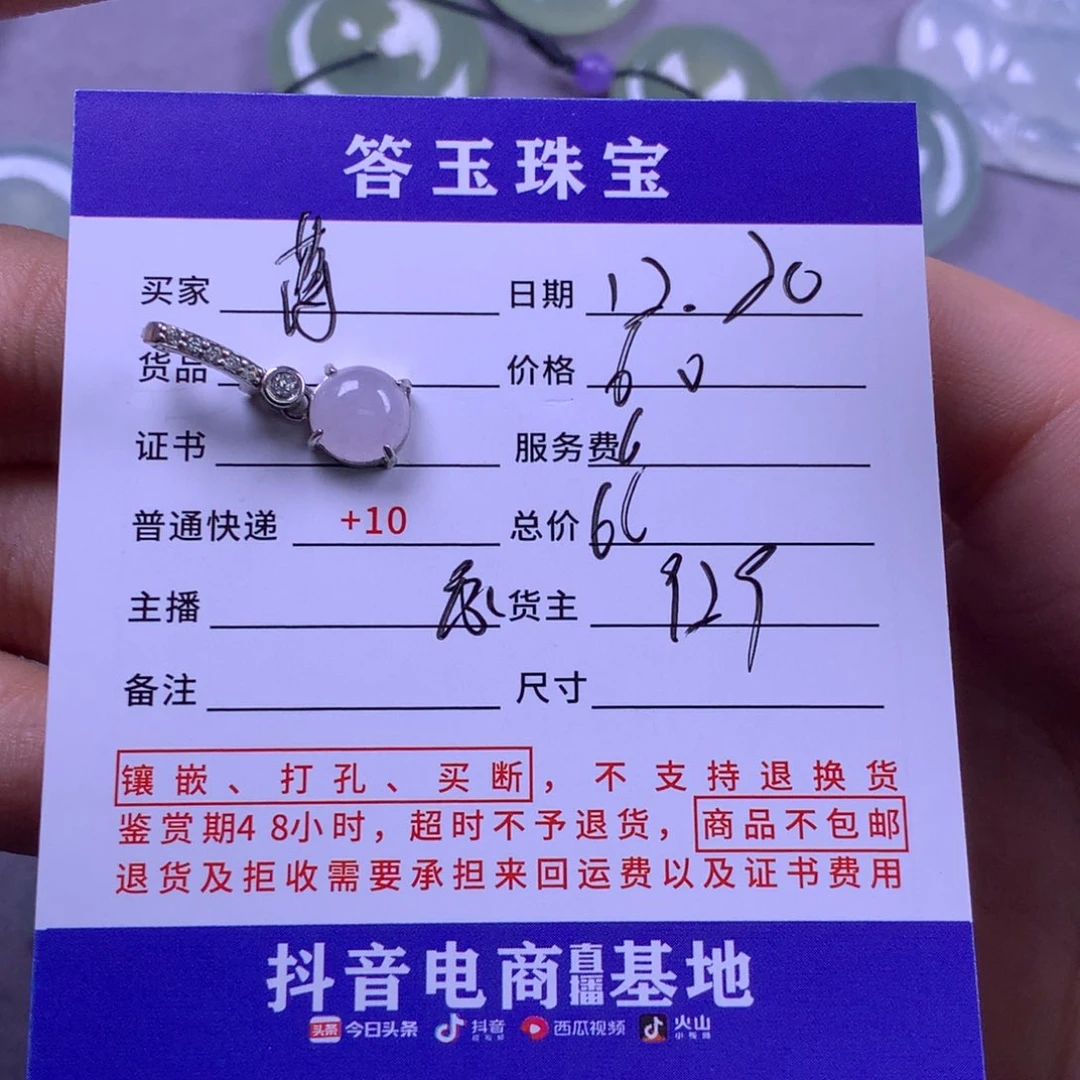 答玉珠宝
买家 日期 12.20
货品 价格 60
证书 服务费6
普通快递 +10 总价66
主播 货主 929
备注 尺寸
镶嵌、打孔、买断，不支持退换货
鉴赏期48小时，超时不予退货，商品不包邮
退货及拒收需要承担来回运费以及证书费用
抖音电商直播基地
头条 今日头条 抖音 西瓜视频 火山